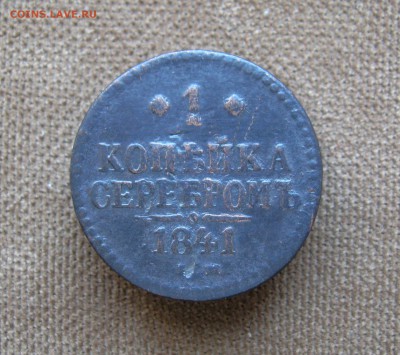 COINS.LAVE.RU
1
КОПѢЙКА
СЕРЕБРОМЪ
1841